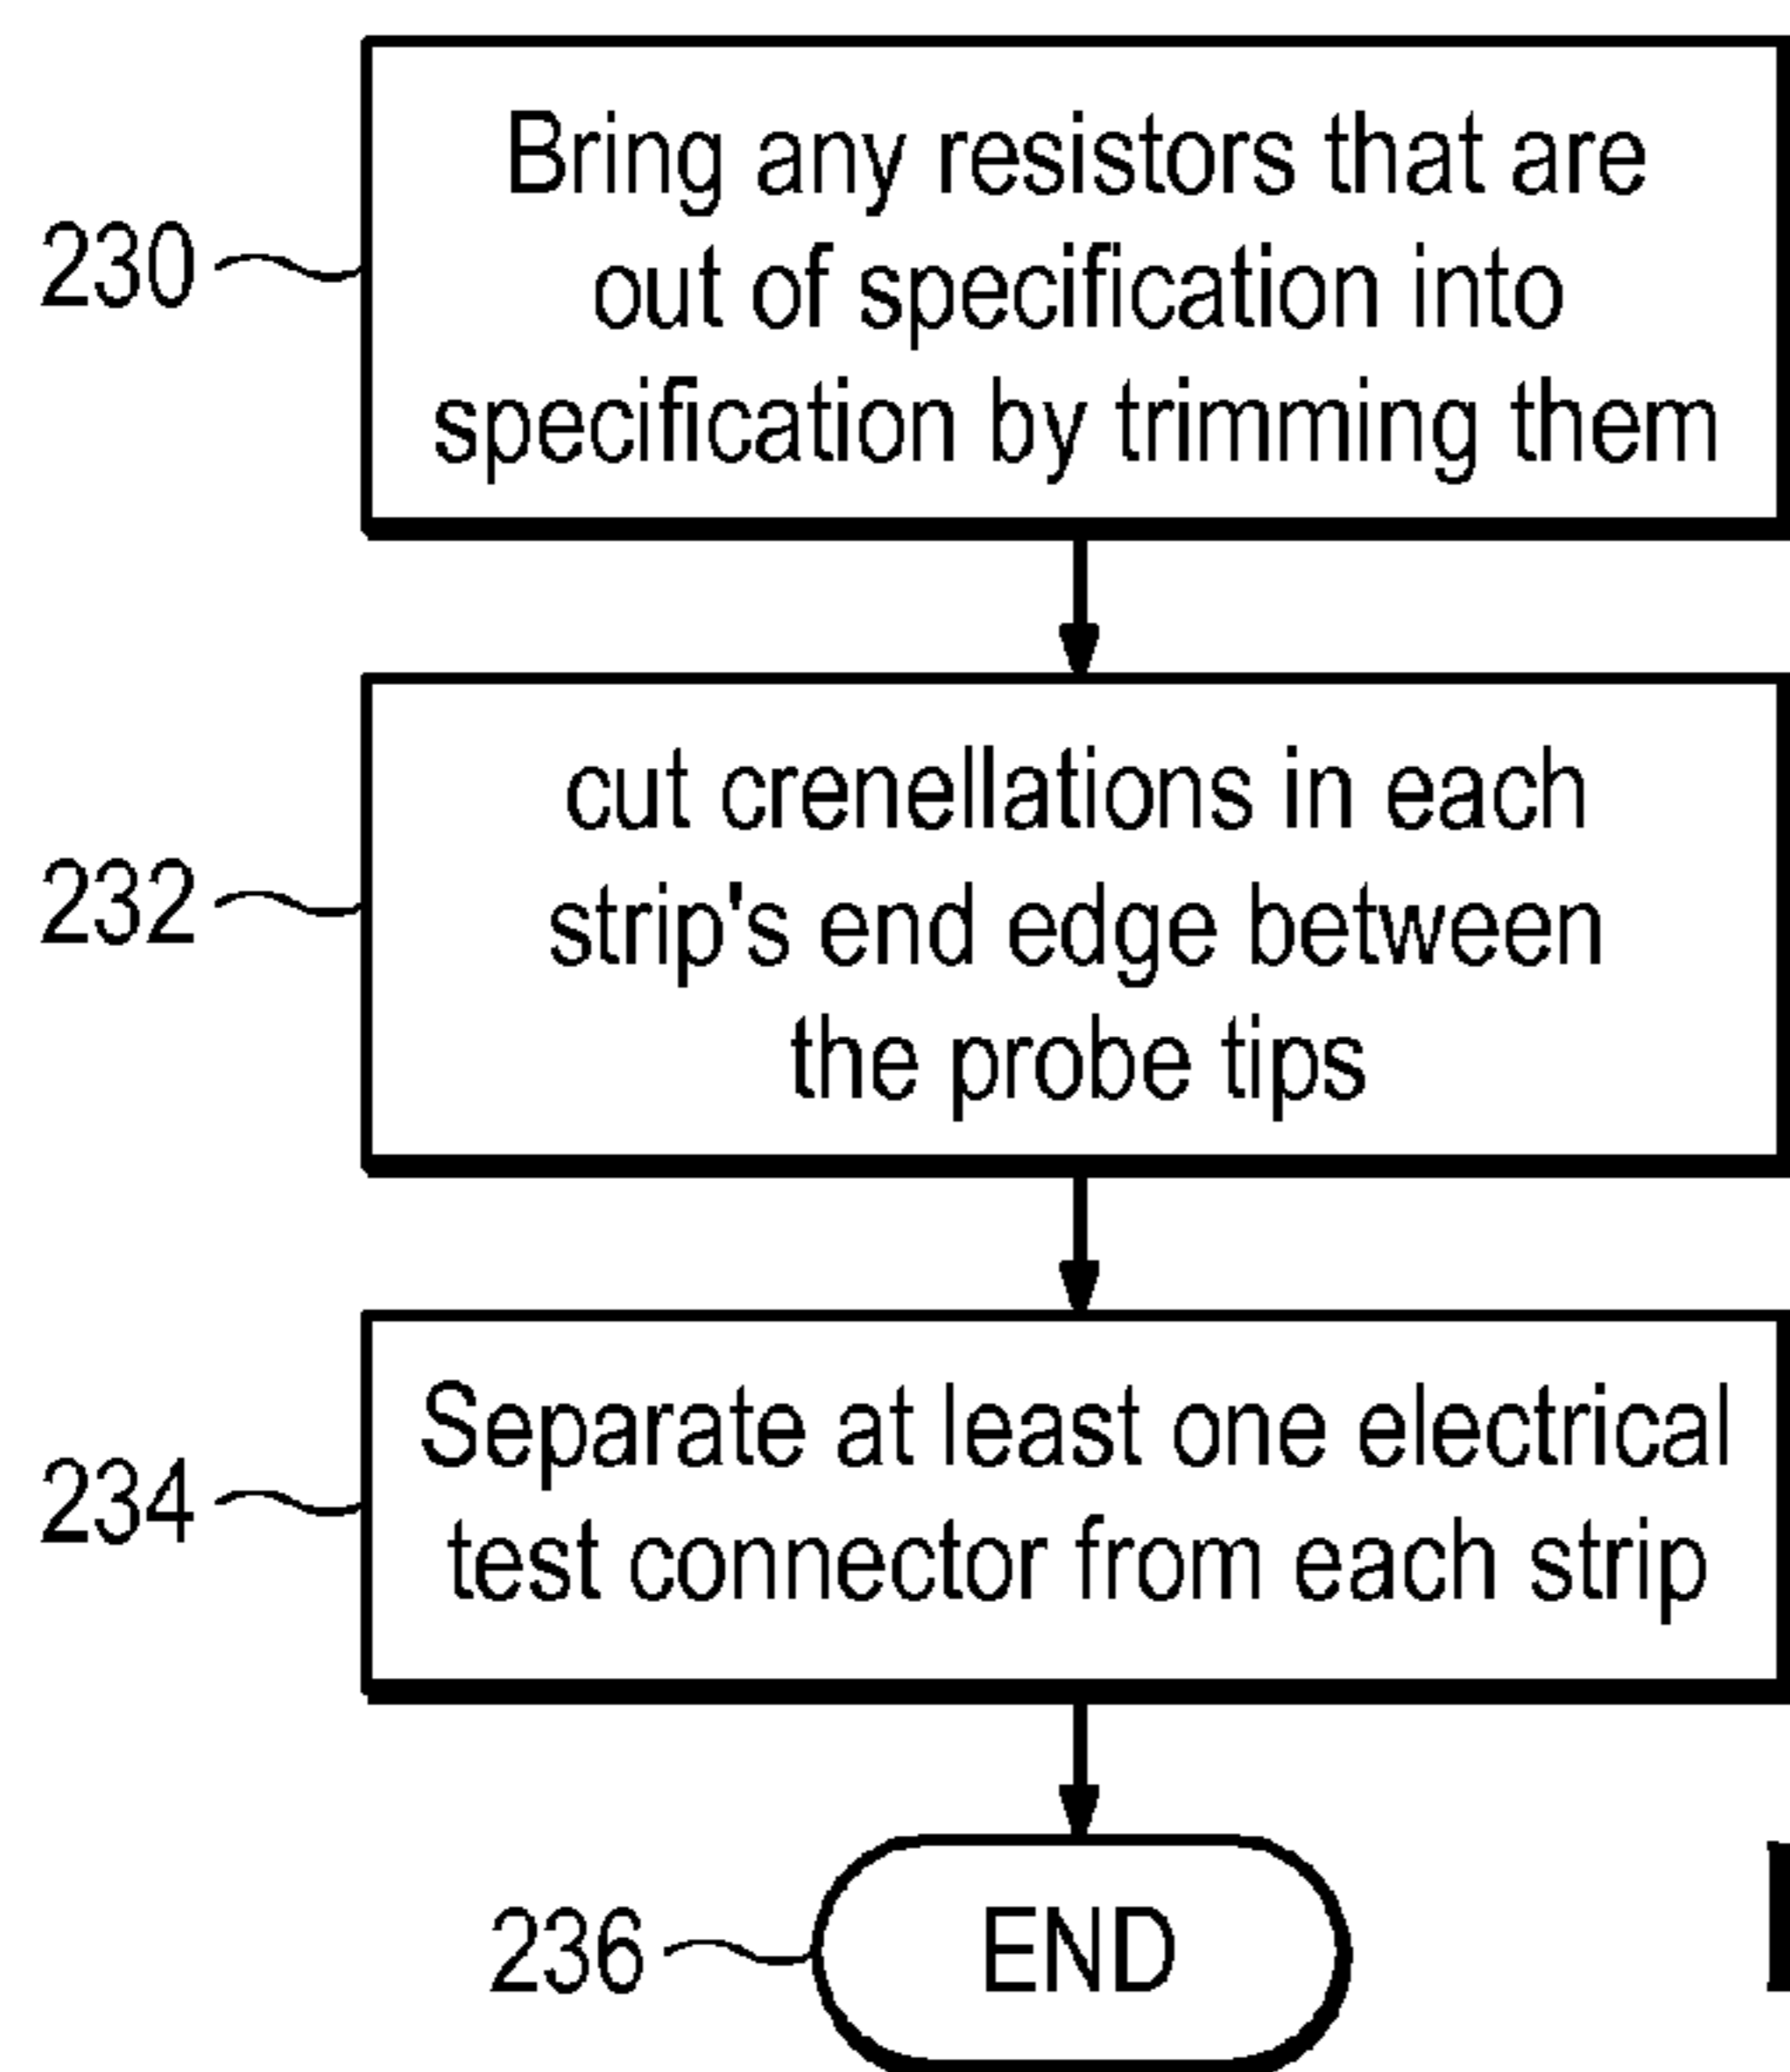 Bring any resistors that are
out of specification into
specification by trimming them
230
cut crenellations in each
strip's end edge between
the probe tips
232
Separate at least one electrical
test connector from each strip
234
END
236